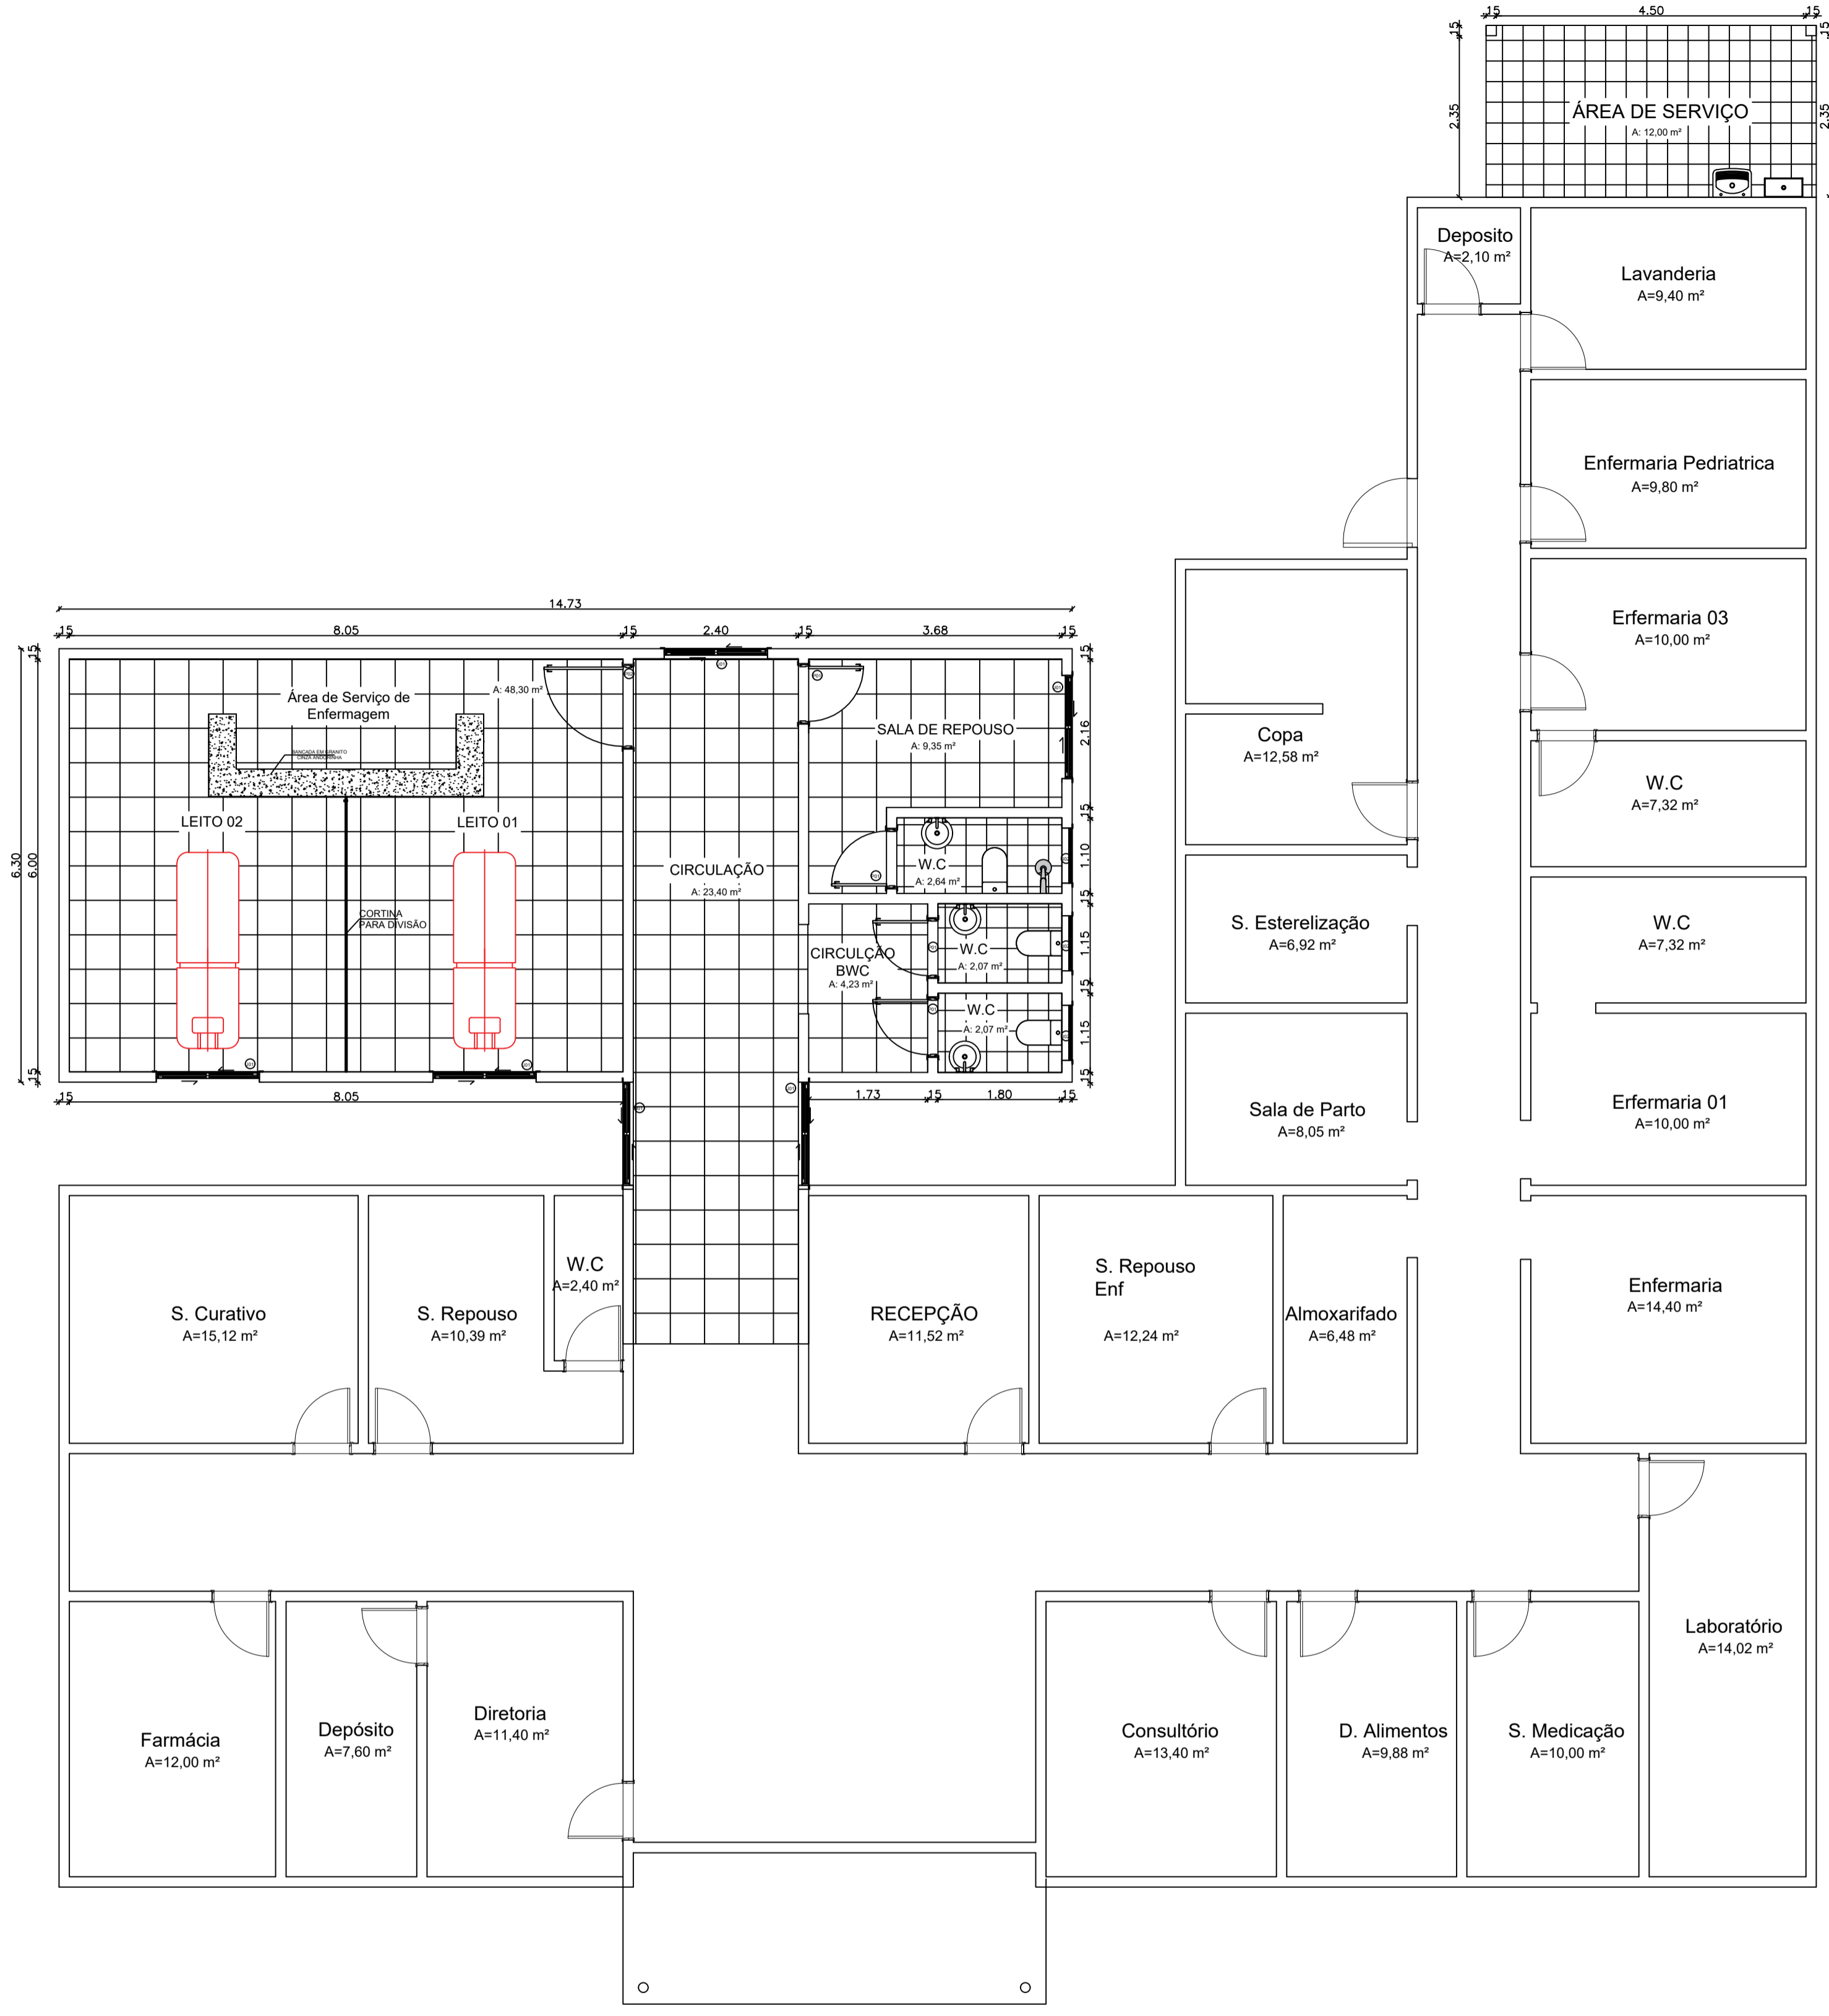 15
4.50
15
15
15
2.35
2.35
ÁREA DE SERVIÇO
A: 12,00 m²
Deposito
A=2,10 m²
Lavanderia
A=9,40 m²
Enfermaria Pedriatrica
A=9,80 m²
Erfermaria 03
A=10,00 m²
Copa
A=12,58 m²
W.C
A=7,32 m²
S. Esterelização
A=6,92 m²
W.C
A=7,32 m²
Sala de Parto
A=8,05 m²
Erfermaria 01
A=10,00 m²
14.73
15
8.05
15
2.40
15
3.68
15
15
6.30
6.00
15
15
2.16
15
1.10
15
1.15
15
1.15
15
Área de Serviço de
Enfermagem
A: 48,30 m²
BANCADA EM GRANITO
CINZA ANDORINHA
LEITO 02
LEITO 01
CORTINA
PARA DIVISÃO
CIRCULAÇÃO
A: 23,40 m²
SALA DE REPOUSO
A: 9,35 m²
W.C
A: 2,64 m²
CIRCULÇÃO
BWC
A: 4,23 m²
W.C
A: 2,07 m²
W.C
A: 2,07 m²
15
8.05
1.73
15
1.80
15
S. Curativo
A=15,12 m²
S. Repouso
A=10,39 m²
W.C
A=2,40 m²
RECEPÇÃO
A=11,52 m²
S. Repouso
Enf
A=12,24 m²
Almoxarifado
A=6,48 m²
Enfermaria
A=14,40 m²
Farmácia
A=12,00 m²
Depósito
A=7,60 m²
Diretoria
A=11,40 m²
Consultório
A=13,40 m²
D. Alimentos
A=9,88 m²
S. Medicação
A=10,00 m²
Laboratório
A=14,02 m²